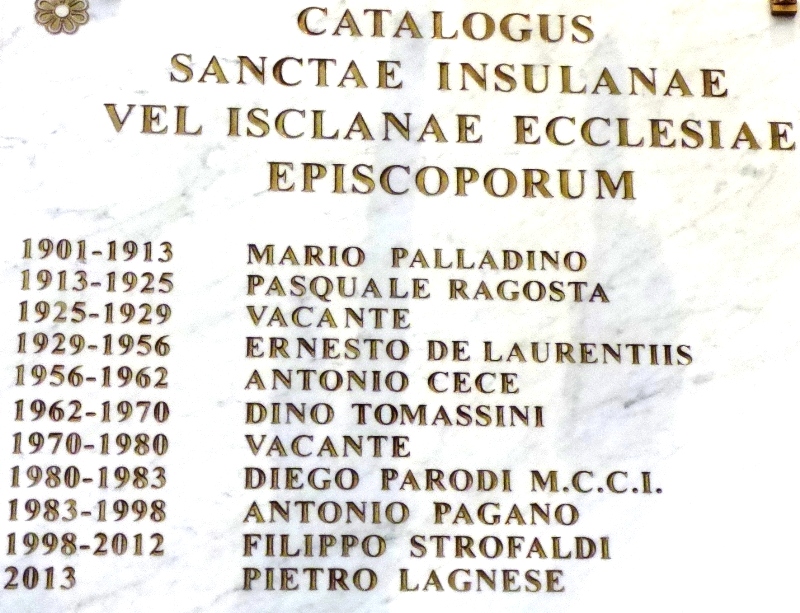 CATALOGUS
SANCTAE INSULANAE
VEL ISCLANAE ECCLESIAE
EPISCOPORUM
1901-1913 MARIO PALLADINO
1913-1925 PASQUALE RAGOSTA
1925-1929 VACANTE
1929-1956 ERNESTO DE LAURENTIIS
1956-1962 ANTONIO CECE
1962-1970 DINO TOMASSINI
1970-1980 VACANTE
1980-1983 DIEGO PARODI M.C.C.I.
1983-1998 ANTONIO PAGANO
1998-2012 FILIPPO STROFALDI
2013 PIETRO LAGNESE